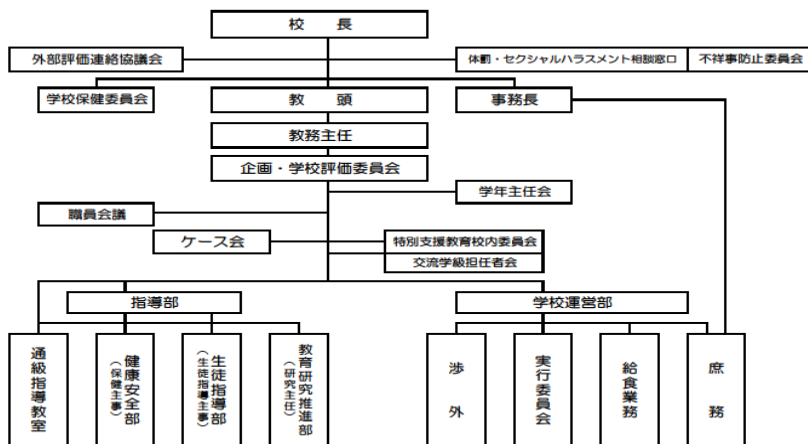 校　長
外部評価連絡協議会
体罰・セクシャルハラスメント相談窓口
不祥事防止委員会
学校保健委員会
教　頭
事務長
教務主任
企画・学校評価委員会
学年主任会
職員会議
ケース会
特別支援教育校内委員会
交流学級担任者会
指導部
学校運営部
通級指導教室
健康安全部
（保健主事）
生徒指導部
（生徒指導主事）
教育研究推進部
（研究主任）
渉　外
実行委員会
給食業務
庶　務